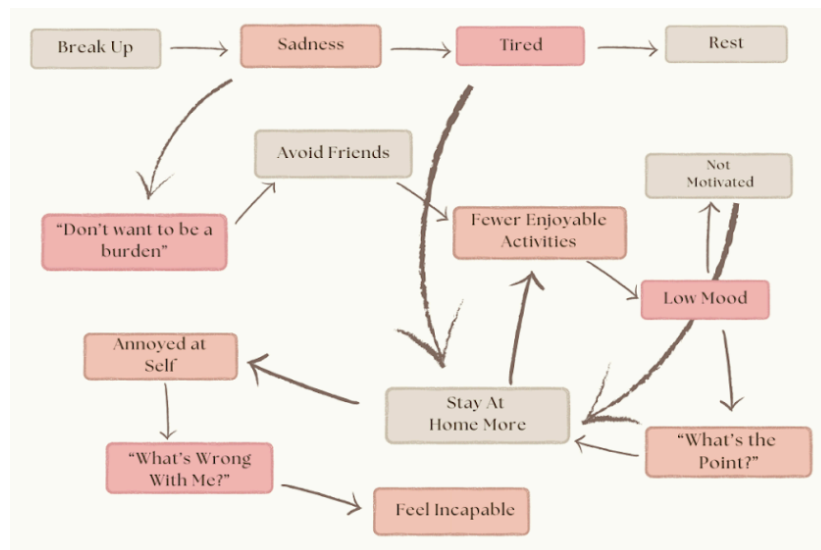 Break Up
Sadness
Tired
Rest
Avoid Friends
Not
Motivated
“Don’t want to be a
burden”
Fewer Enjoyable
Activities
Low Mood
Annoyed at
Self
Stay At
Home More
“What’s the
Point?”
“What’s Wrong
With Me?”
Feel Incapable